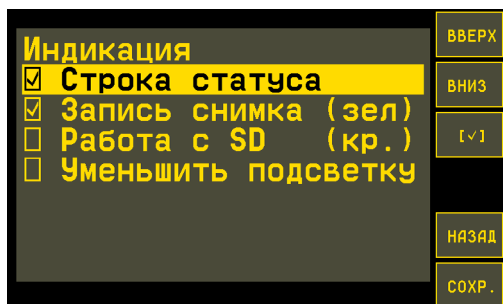 Индикация
☑ Строка статуса
☑ Запись снимка (зел)
☐ Работа с SD (кр.)
☐ Уменьшить подсветку
ВВЕРХ
ВНИЗ
[✓]
НАЗАД
СОХР.